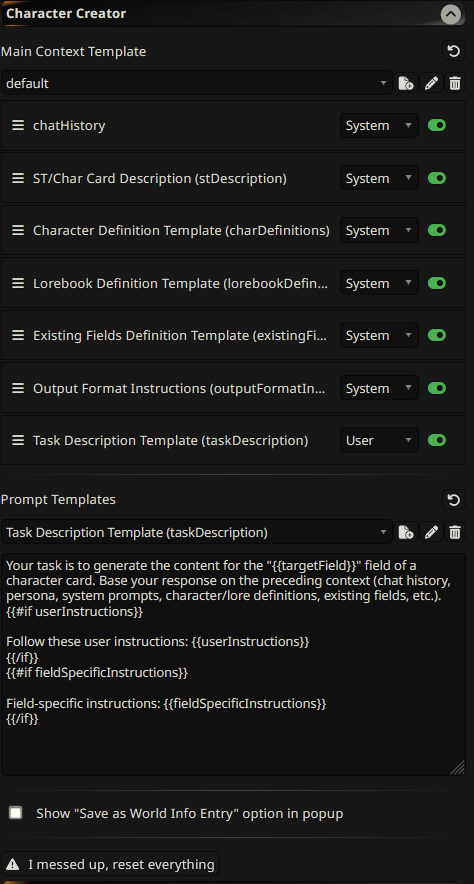 Character Creator
Main Context Template
default
chatHistory System
ST/Char Card Description (stDescription) System
Character Definition Template (charDefinitions) System
Lorebook Definition Template (lorebookDefin... System
Existing Fields Definition Template (existingFi... System
Output Format Instructions (outputFormatIn... System
Task Description Template (taskDescription) User
Prompt Templates
Task Description Template (taskDescription)
Your task is to generate the content for the "{{targetField}}" field of a
character card. Base your response on the preceding context (chat history,
persona, system prompts, character/lore definitions, existing fields, etc.).
{{#if userInstructions}}
Follow these user instructions: {{userInstructions}}
{{/if}}
{{#if fieldSpecificInstructions}}
Field-specific instructions: {{fieldSpecificInstructions}}
{{/if}}
Show "Save as World Info Entry" option in popup
I messed up, reset everything